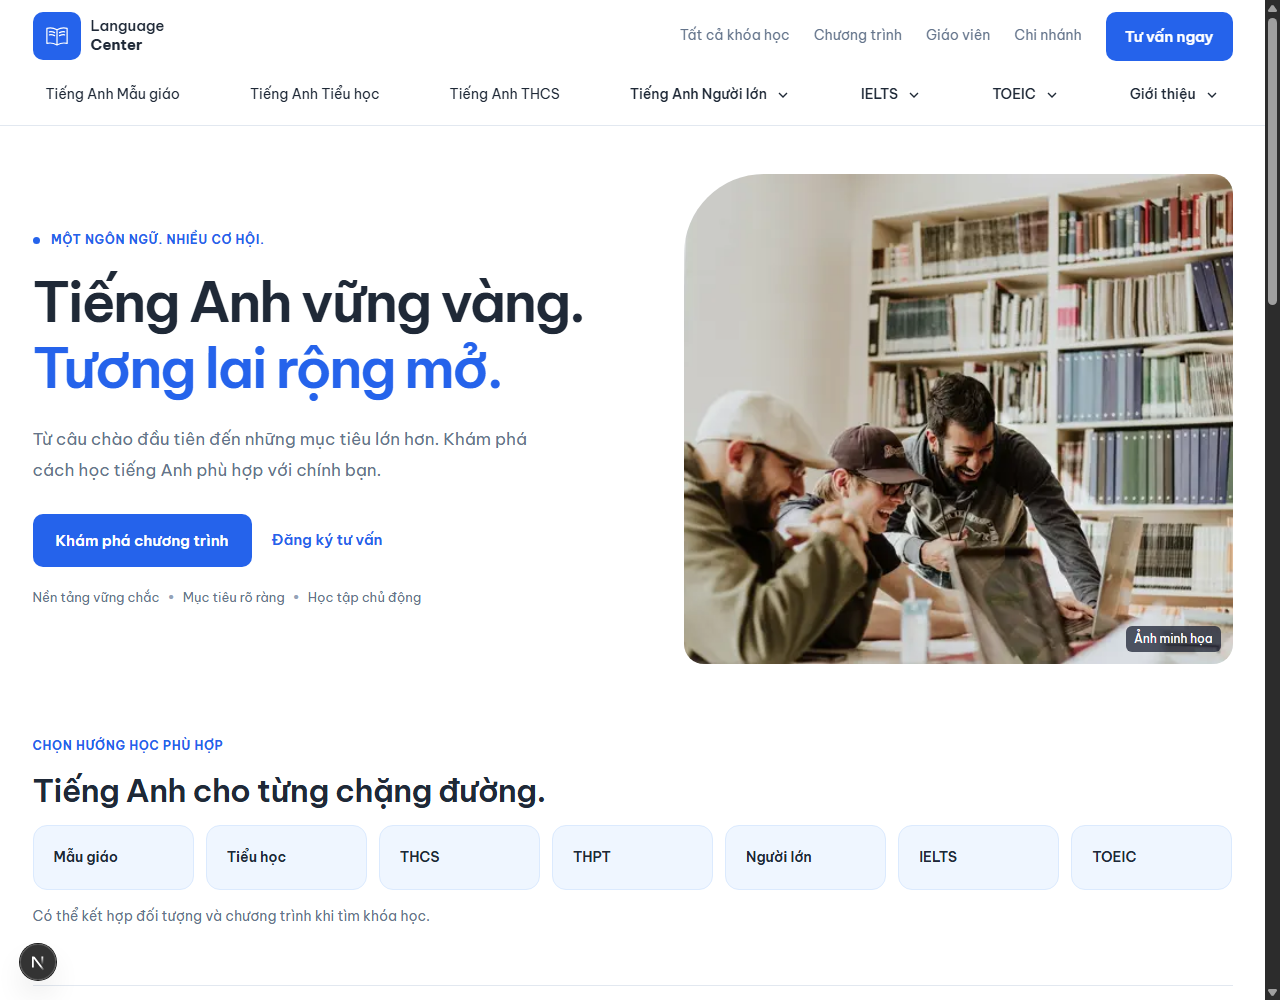 Language
Center
Tất cả khóa học
Chương trình
Giáo viên
Chi nhánh
Tư vấn ngay
Tiếng Anh Mẫu giáo
Tiếng Anh Tiểu học
Tiếng Anh THCS
Tiếng Anh Người lớn
IELTS
TOEIC
Giới thiệu
MỘT NGÔN NGỮ. NHIỀU CƠ HỘI.
Tiếng Anh vững vàng.
Tương lai rộng mở.
Từ câu chào đầu tiên đến những mục tiêu lớn hơn. Khám phá
cách học tiếng Anh phù hợp với chính bạn.
Khám phá chương trình
Đăng ký tư vấn
Nền tảng vững chắc • Mục tiêu rõ ràng • Học tập chủ động
Ảnh minh họa
CHỌN HƯỚNG HỌC PHÙ HỢP
Tiếng Anh cho từng chặng đường.
Mẫu giáo
Tiểu học
THCS
THPT
Người lớn
IELTS
TOEIC
Có thể kết hợp đối tượng và chương trình khi tìm khóa học.
N